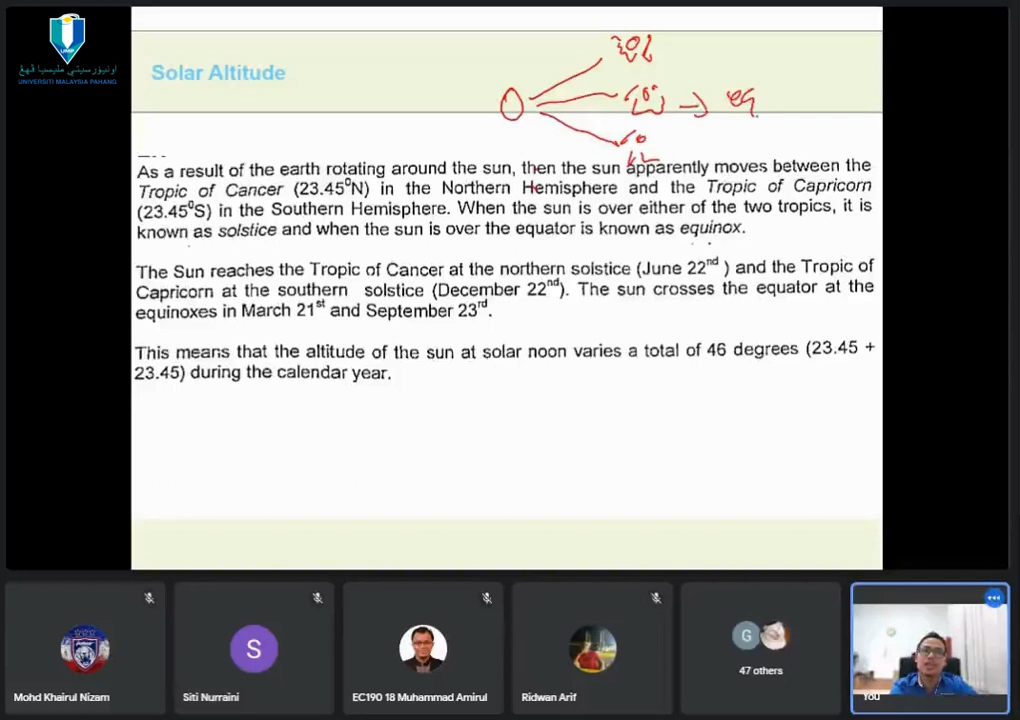 اونيۏرسيتي مليسيا ڤهڠ
UNIVERSITI MALAYSIA PAHANG
Solar Altitude
eq
As a result of the earth rotating around the sun, then the sun apparently moves between the
Tropic of Cancer (23.45⁰N) in the Northern Hemisphere and the Tropic of Capricorn
(23.45⁰S) in the Southern Hemisphere. When the sun is over either of the two tropics, it is
known as solstice and when the sun is over the equator is known as equinox.
The Sun reaches the Tropic of Cancer at the northern solstice (June 22nd ) and the Tropic of
Capricorn at the southern solstice (December 22nd). The sun crosses the equator at the
equinoxes in March 21st and September 23rd.
This means that the altitude of the sun at solar noon varies a total of 46 degrees (23.45 +
23.45) during the calendar year.
S
G
47 others
Mohd Khairul Nizam
Siti Nurraini
EC190 18 Muhammad Amirul
Ridwan Arif
You